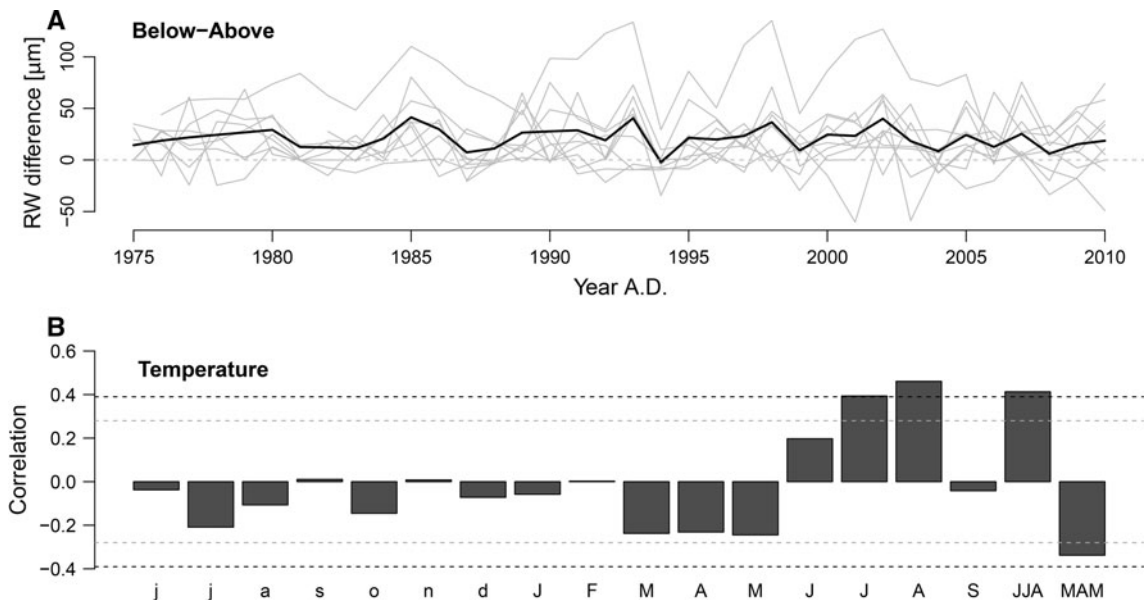 A
Below−Above
RW difference [µm]
100
50
0
−50
1975 1980 1985 1990 1995 2000 2005 2010
Year A.D.
B
Temperature
Correlation
0.6
0.4
0.2
0.0
−0.2
−0.4
j j a s o n d J F M A M J J A S JJA MAM